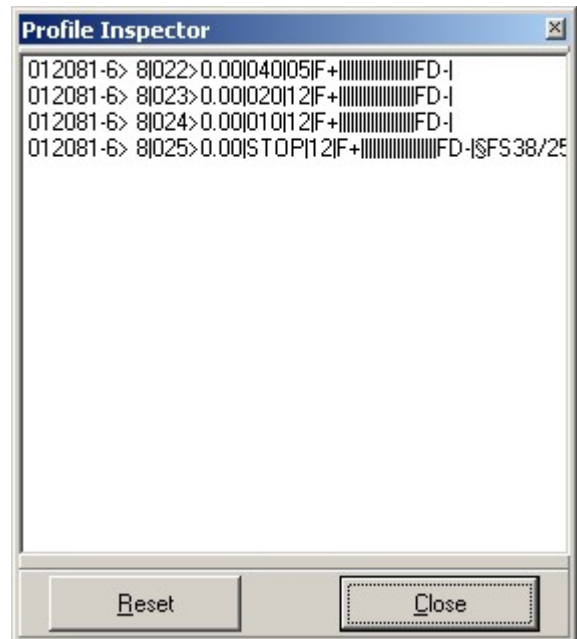 Profile Inspector
012081-6> 8|022>0.00|040|05|F+||||||||||||||||||FD-|
012081-6> 8|023>0.00|020|12|F+||||||||||||||||||FD-|
012081-6> 8|024>0.00|010|12|F+||||||||||||||||||FD-|
012081-6> 8|025>0.00|STOP|12|F+||||||||||||||||||FD-|§FS38/25
Reset
Close